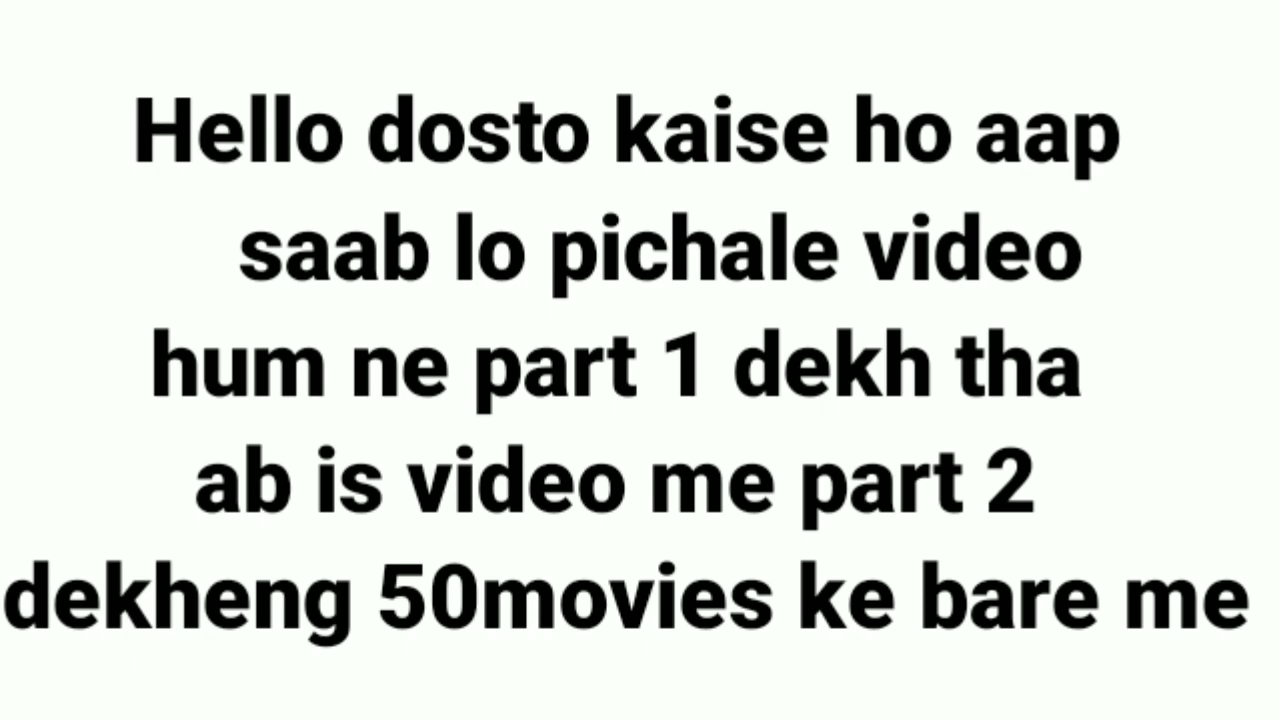 Hello dosto kaise ho aap
saab lo pichale video
hum ne part 1 dekh tha
ab is video me part 2
dekheng 50movies ke bare me